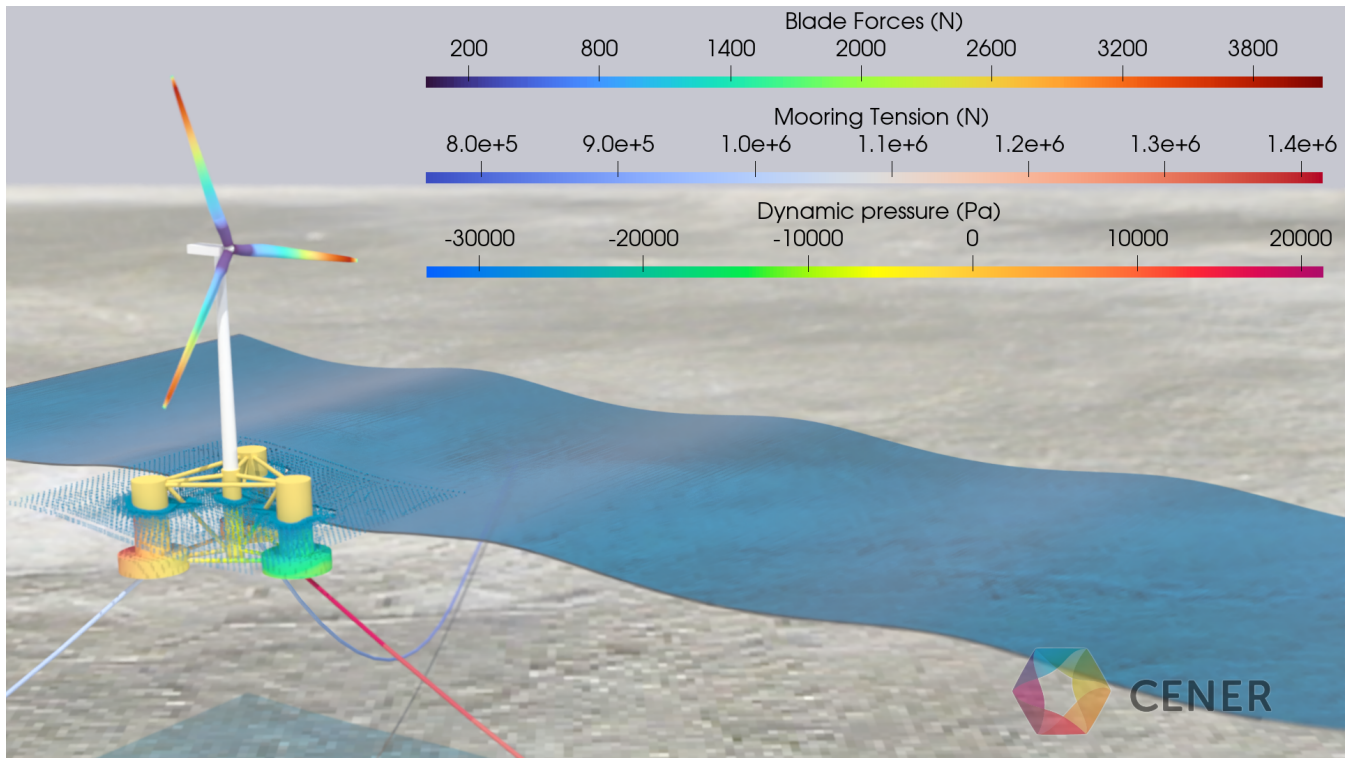 Blade Forces (N)
200 800 1400 2000 2600 3200 3800
Mooring Tension (N)
8.0e+5 9.0e+5 1.0e+6 1.1e+6 1.2e+6 1.3e+6 1.4e+6
Dynamic pressure (Pa)
-30000 -20000 -10000 0 10000 20000
CENER